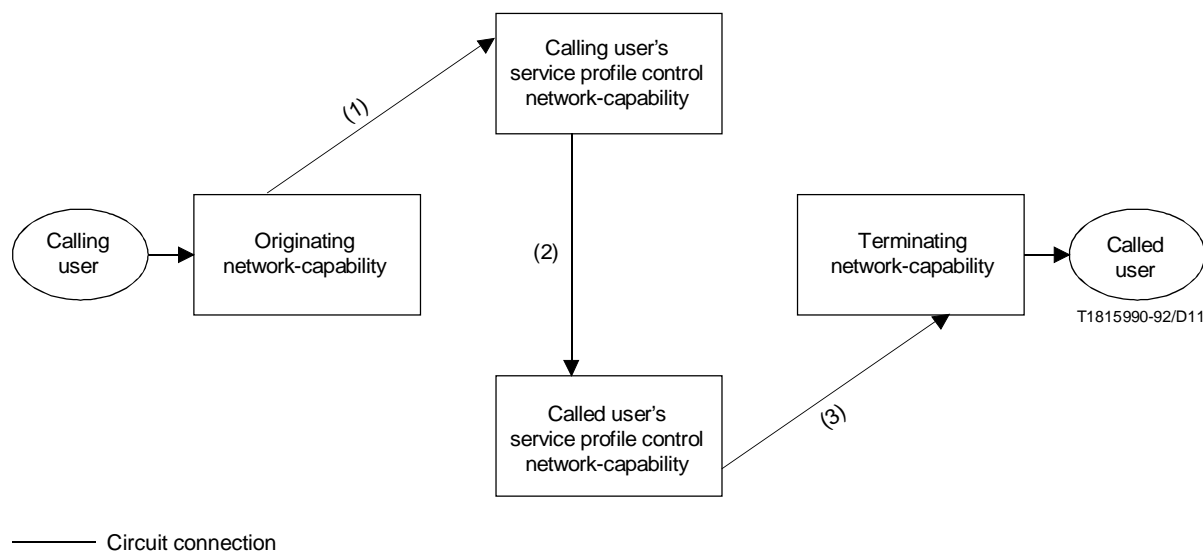 Calling user's
service profile control
network-capability
(1)
Calling
user
Originating
network-capability
(2)
Terminating
network-capability
Called
user
T1815990-92/D11
Called user's
service profile control
network-capability
(3)
Circuit connection